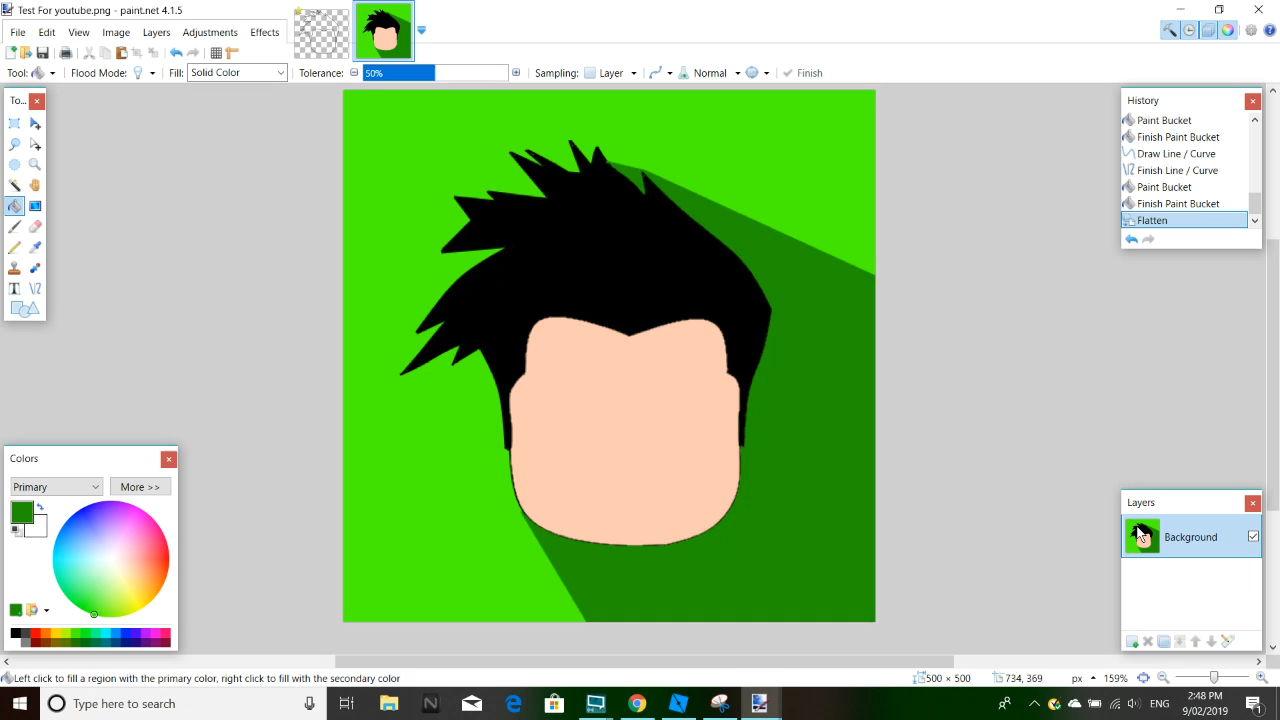 Test For youtube.png - paint.net 4.1.5
File Edit View Image Layers Adjustments Effects
Tool: Flood Mode: Fill: Solid Color Tolerance: 50% Sampling: Layer Normal Finish
To...
History
Paint Bucket
Finish Paint Bucket
Draw Line / Curve
Finish Line / Curve
Paint Bucket
Finish Paint Bucket
Flatten
Colors
Primary More >>
Layers
Background
Left click to fill a region with the primary color, right click to fill with the secondary color 500 × 500 734, 369 px 159%
Type here to search
ENG
2:48 PM
9/02/2019
1